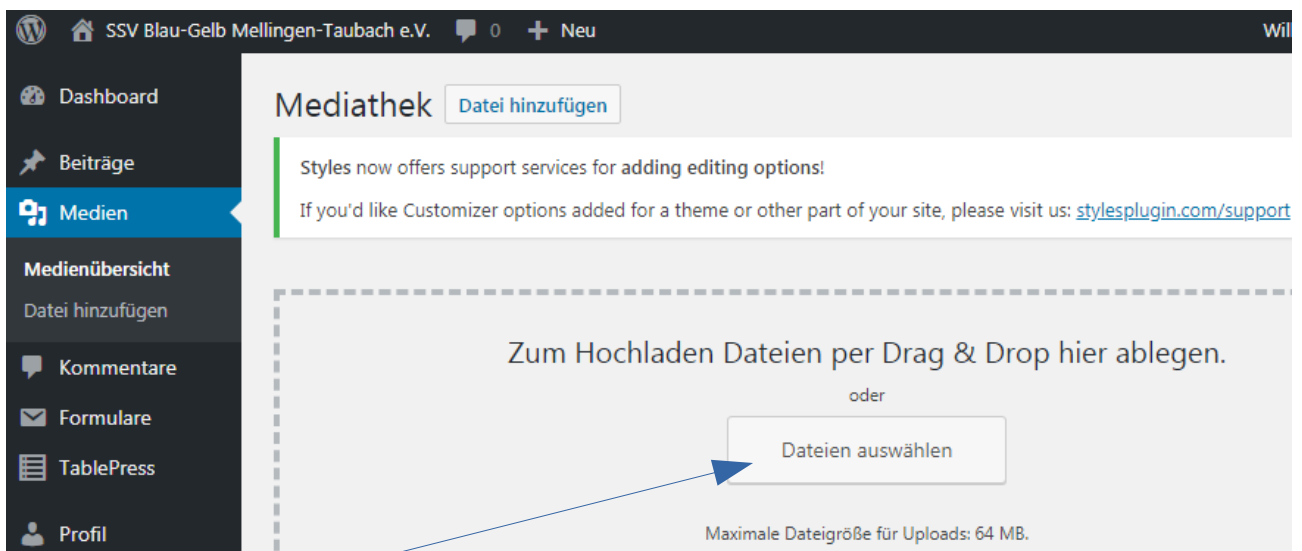 SSV Blau-Gelb Mellingen-Taubach e.V. 0 Neu
Dashboard
Beiträge
Medien
Medienübersicht
Datei hinzufügen
Kommentare
Formulare
TablePress
Profil
Mediathek Datei hinzufügen
Styles now offers support services for adding editing options!
If you'd like Customizer options added for a theme or other part of your site, please visit us: stylesplugin.com/support
Zum Hochladen Dateien per Drag & Drop hier ablegen.
oder
Dateien auswählen
Maximale Dateigröße für Uploads: 64 MB.